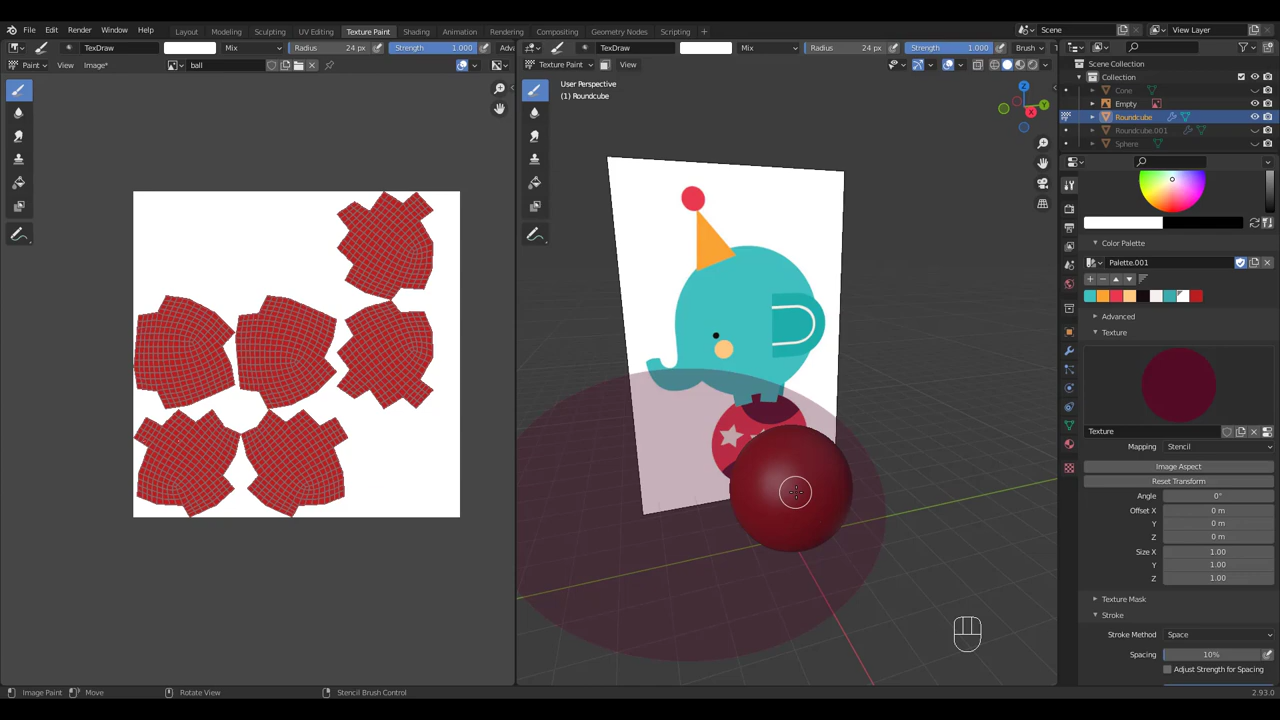 File Edit Render Window Help Layout Modeling Sculpting UV Editing Texture Paint Shading Animation Rendering Compositing Geometry Nodes Scripting + Scene View Layer
TexDraw Mix Radius 24 px Strength 1.000 Adv TexDraw Mix Radius 24 px Strength 1.000 Brush
Paint View Image* ball Texture Paint View
Scene Collection
Collection
Cone
Empty
Roundcube
Roundcube.001
Sphere
User Perspective
(1) Roundcube
Z
Y
X
Color Palette
Palette.001
Advanced
Texture
Texture
Mapping Stencil
Image Aspect
Reset Transform
Angle 0°
Offset X 0 m
Y 0 m
Z 0 m
Size X 1.00
Y 1.00
Z 1.00
Texture Mask
Stroke
Stroke Method Space
Spacing 10%
Adjust Strength for Spacing
Image Paint Move Rotate View Stencil Brush Control 2.93.0